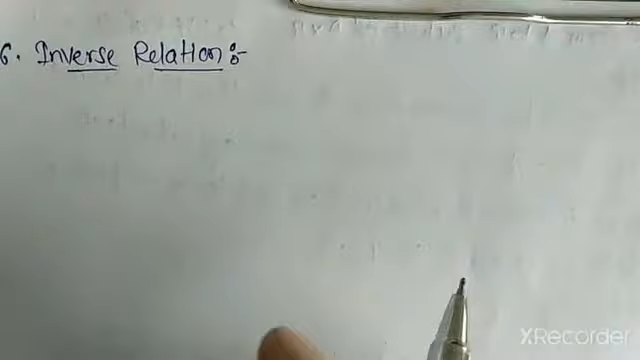 6. Inverse Relation :-
XRecorder